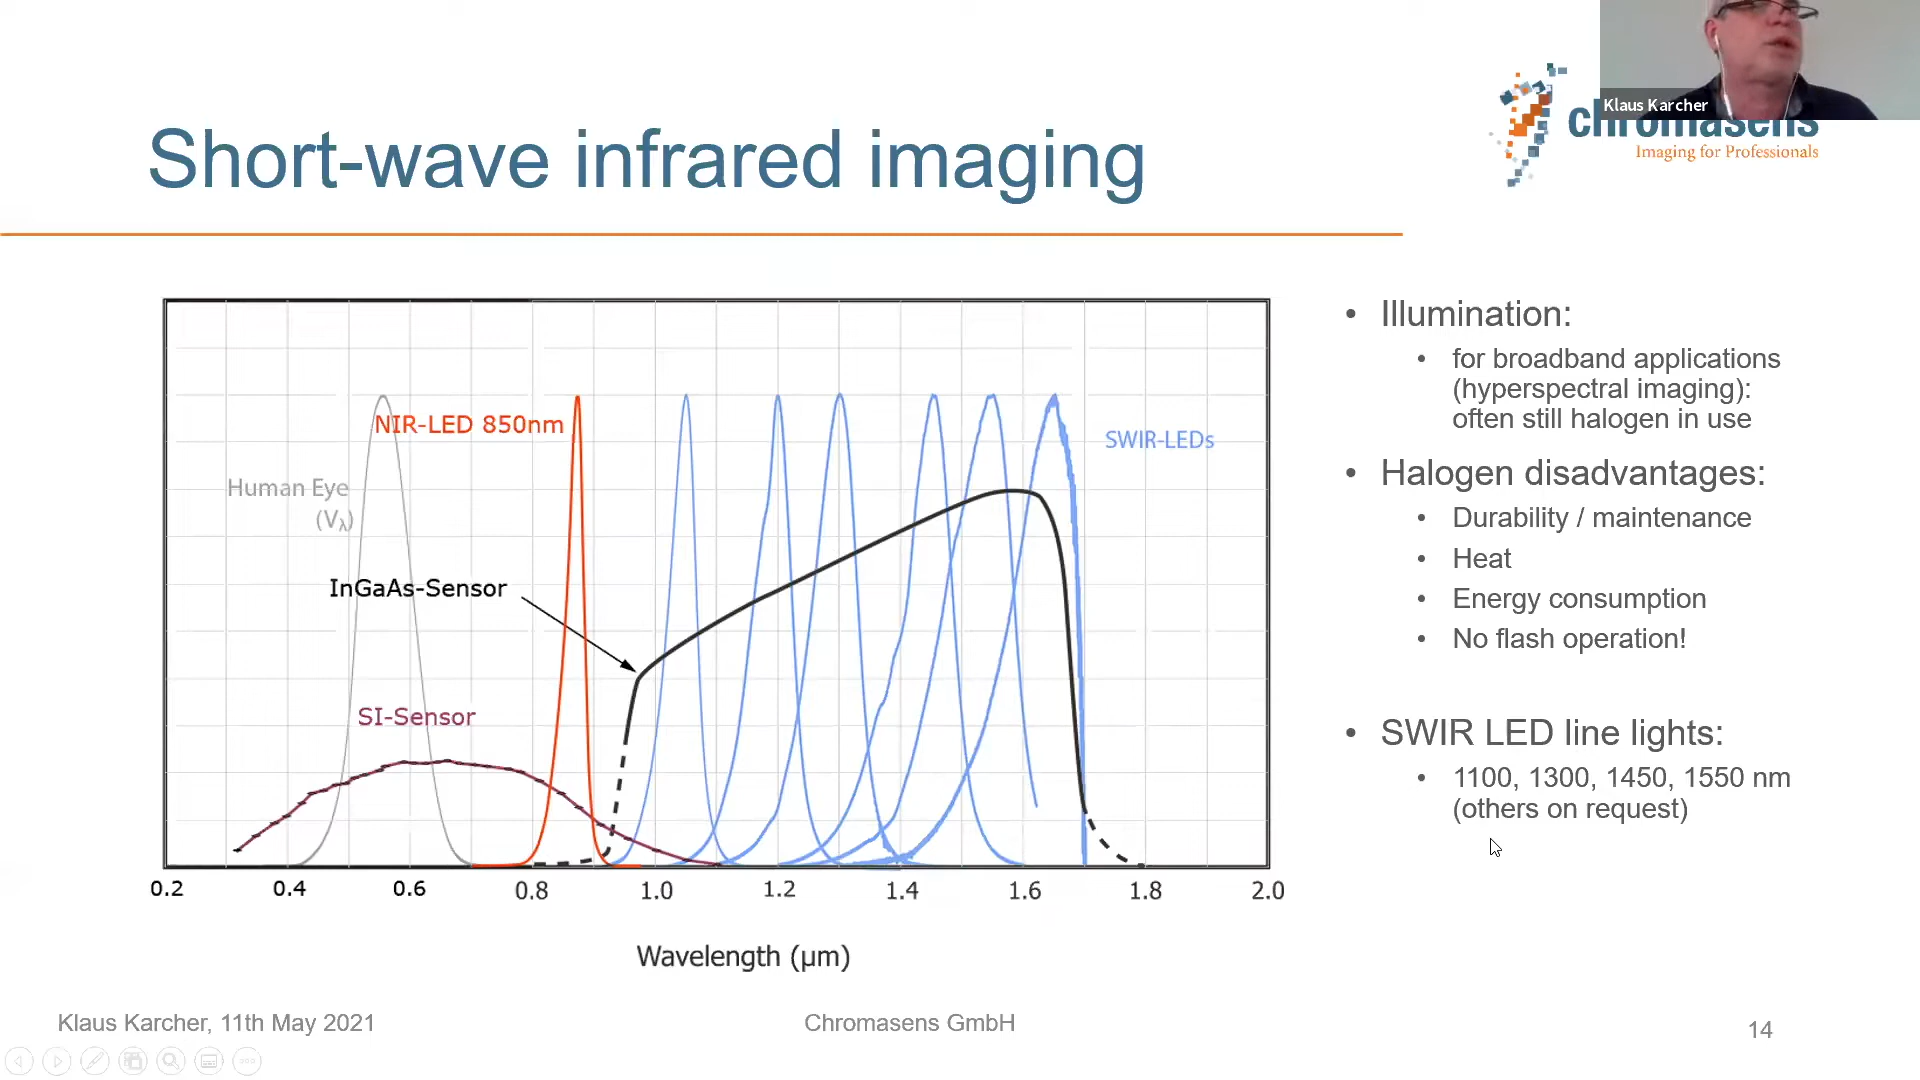 Klaus Karcher
chromasens
Imaging for Professionals
Short-wave infrared imaging
NIR-LED 850nm
SWIR-LEDs
Human Eye
(Vλ)
InGaAs-Sensor
SI-Sensor
0.2 0.4 0.6 0.8 1.0 1.2 1.4 1.6 1.8 2.0
Wavelength (µm)
• Illumination:
• for broadband applications
(hyperspectral imaging):
often still halogen in use
• Halogen disadvantages:
• Durability / maintenance
• Heat
• Energy consumption
• No flash operation!
• SWIR LED line lights:
• 1100, 1300, 1450, 1550 nm
(others on request)
Klaus Karcher, 11th May 2021
Chromasens GmbH
14